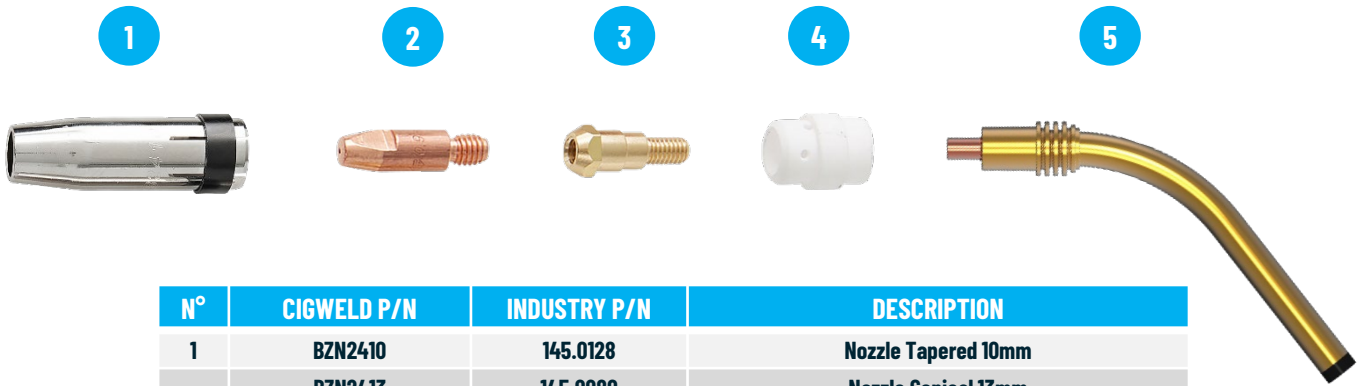 1 2 3 4 5
N° CIGWELD P/N INDUSTRY P/N DESCRIPTION
1 BZN2410 145.0128 Nozzle Tapered 10mm